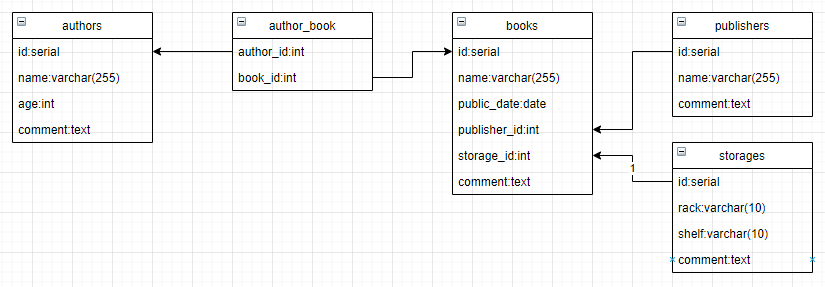 authors
id:serial
name:varchar(255)
age:int
comment:text
author_book
author_id:int
book_id:int
books
id:serial
name:varchar(255)
public_date:date
publisher_id:int
storage_id:int
comment:text
publishers
id:serial
name:varchar(255)
comment:text
1
storages
id:serial
rack:varchar(10)
shelf:varchar(10)
comment:text